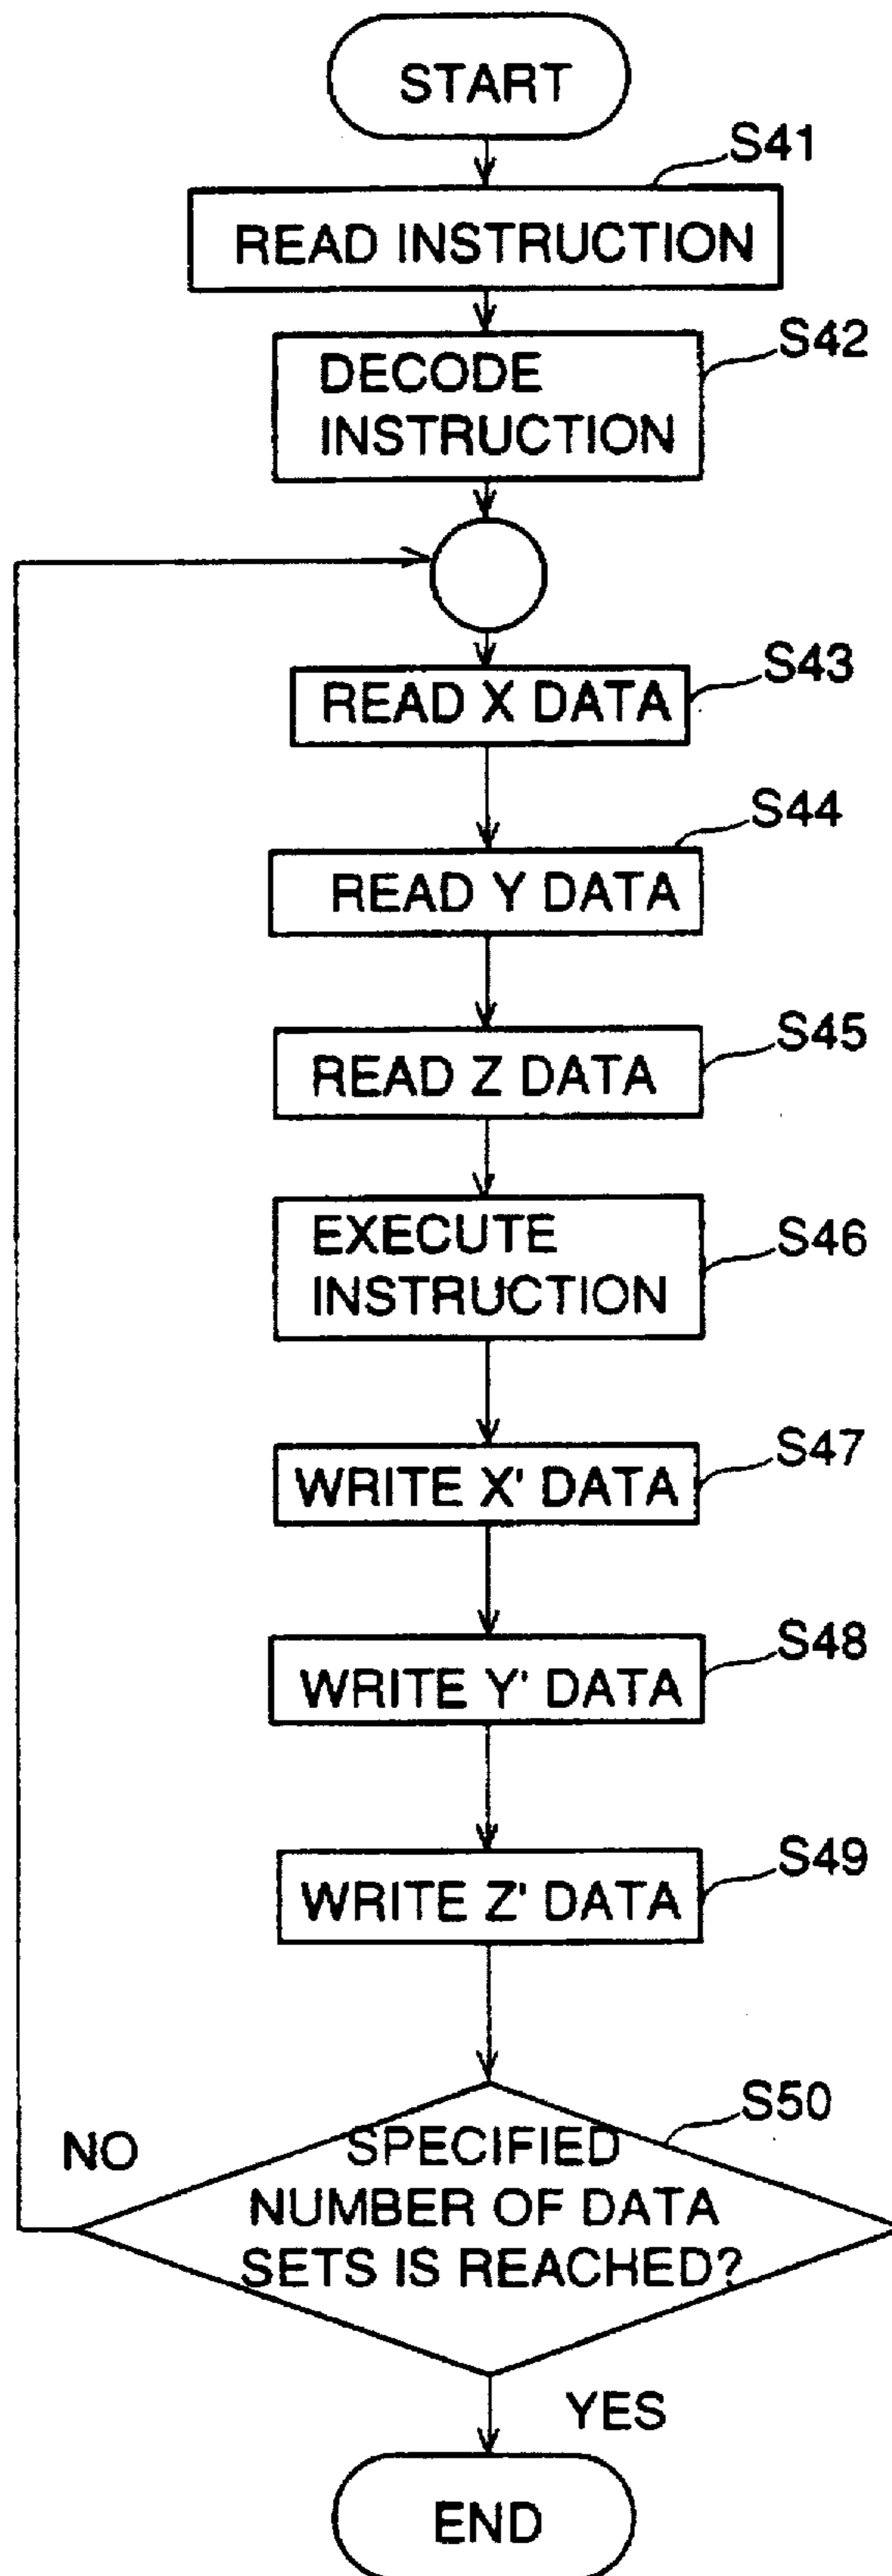 START
S41
READ INSTRUCTION
S42
DECODE
INSTRUCTION
S43
READ X DATA
S44
READ Y DATA
S45
READ Z DATA
S46
EXECUTE
INSTRUCTION
S47
WRITE X' DATA
S48
WRITE Y' DATA
S49
WRITE Z' DATA
S50
NO
SPECIFIED
NUMBER OF DATA
SETS IS REACHED?
YES
END